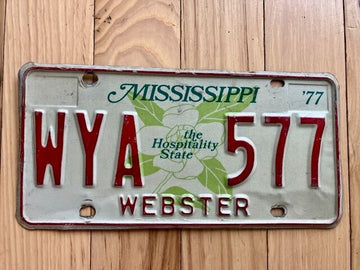 MISSISSIPPI '77
WYA 577
the
Hospitality
State
WEBSTER